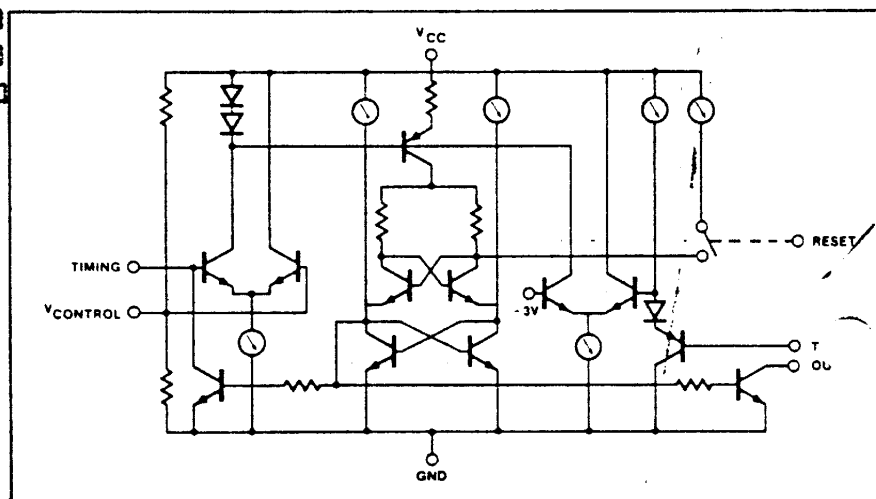 VCC
TIMING
VCONTROL
RESET
-3V
T
GND